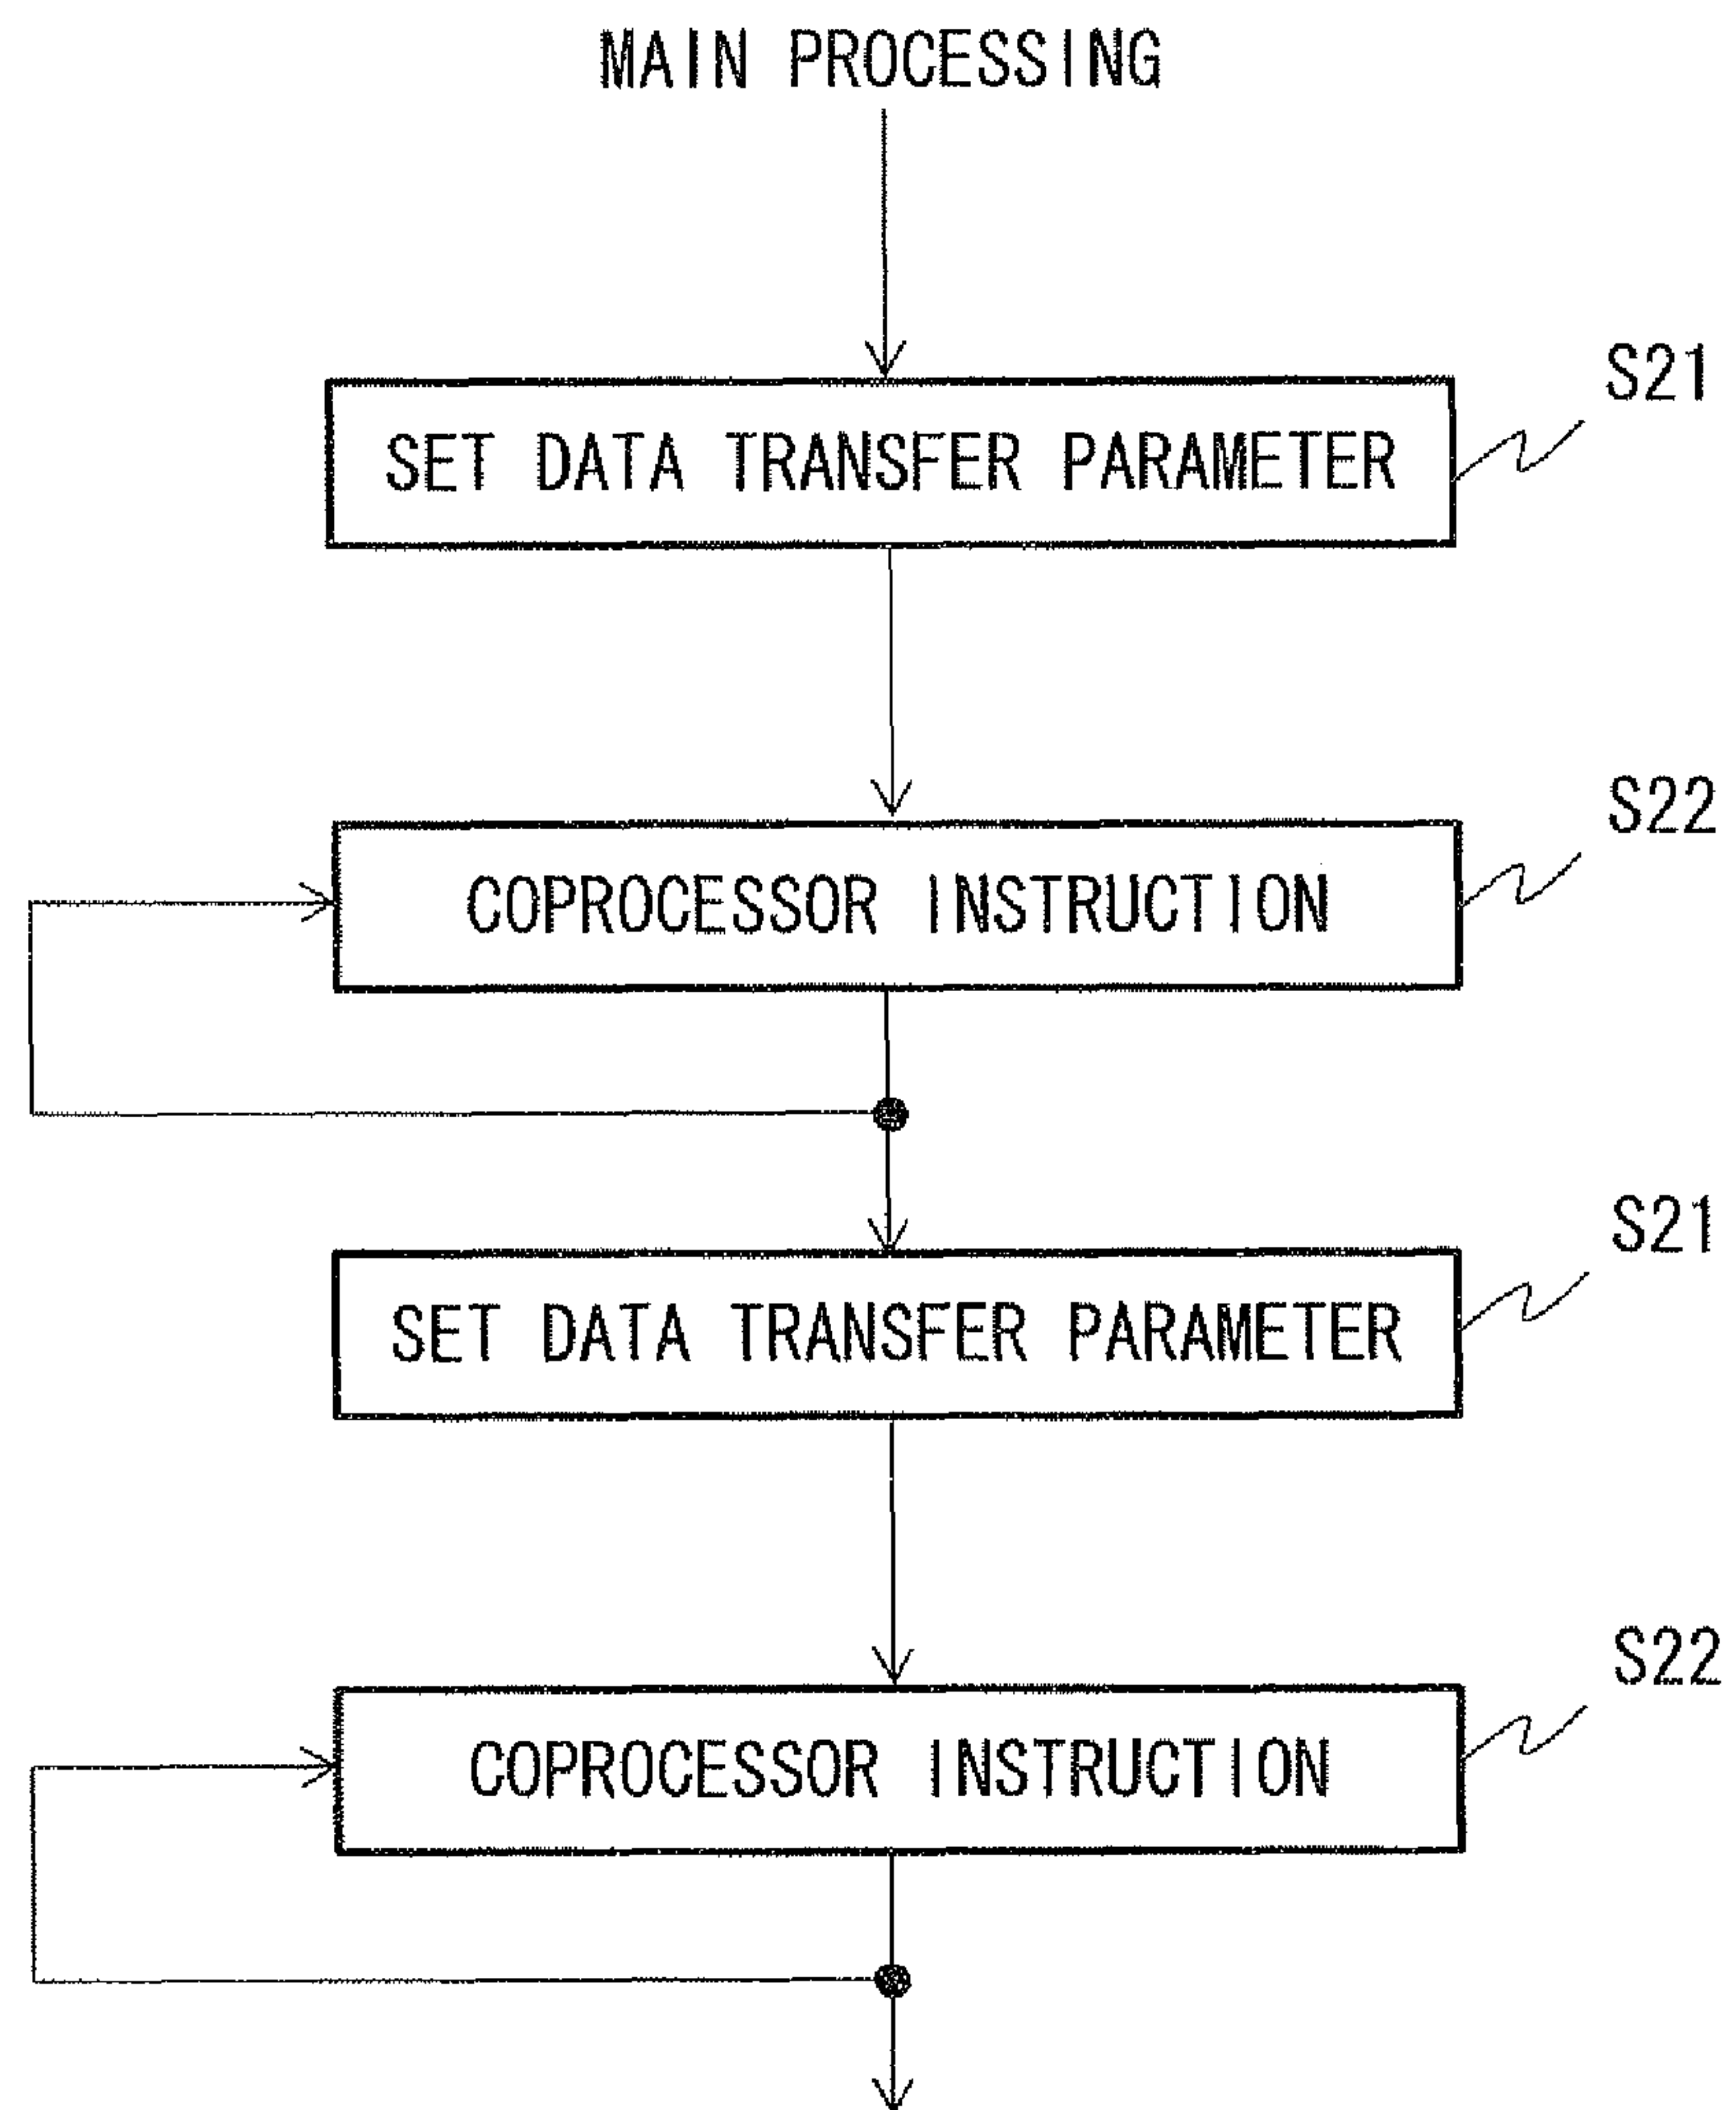 MAIN PROCESSING
S21
SET DATA TRANSFER PARAMETER
S22
COPROCESSOR INSTRUCTION
S21
SET DATA TRANSFER PARAMETER
S22
COPROCESSOR INSTRUCTION